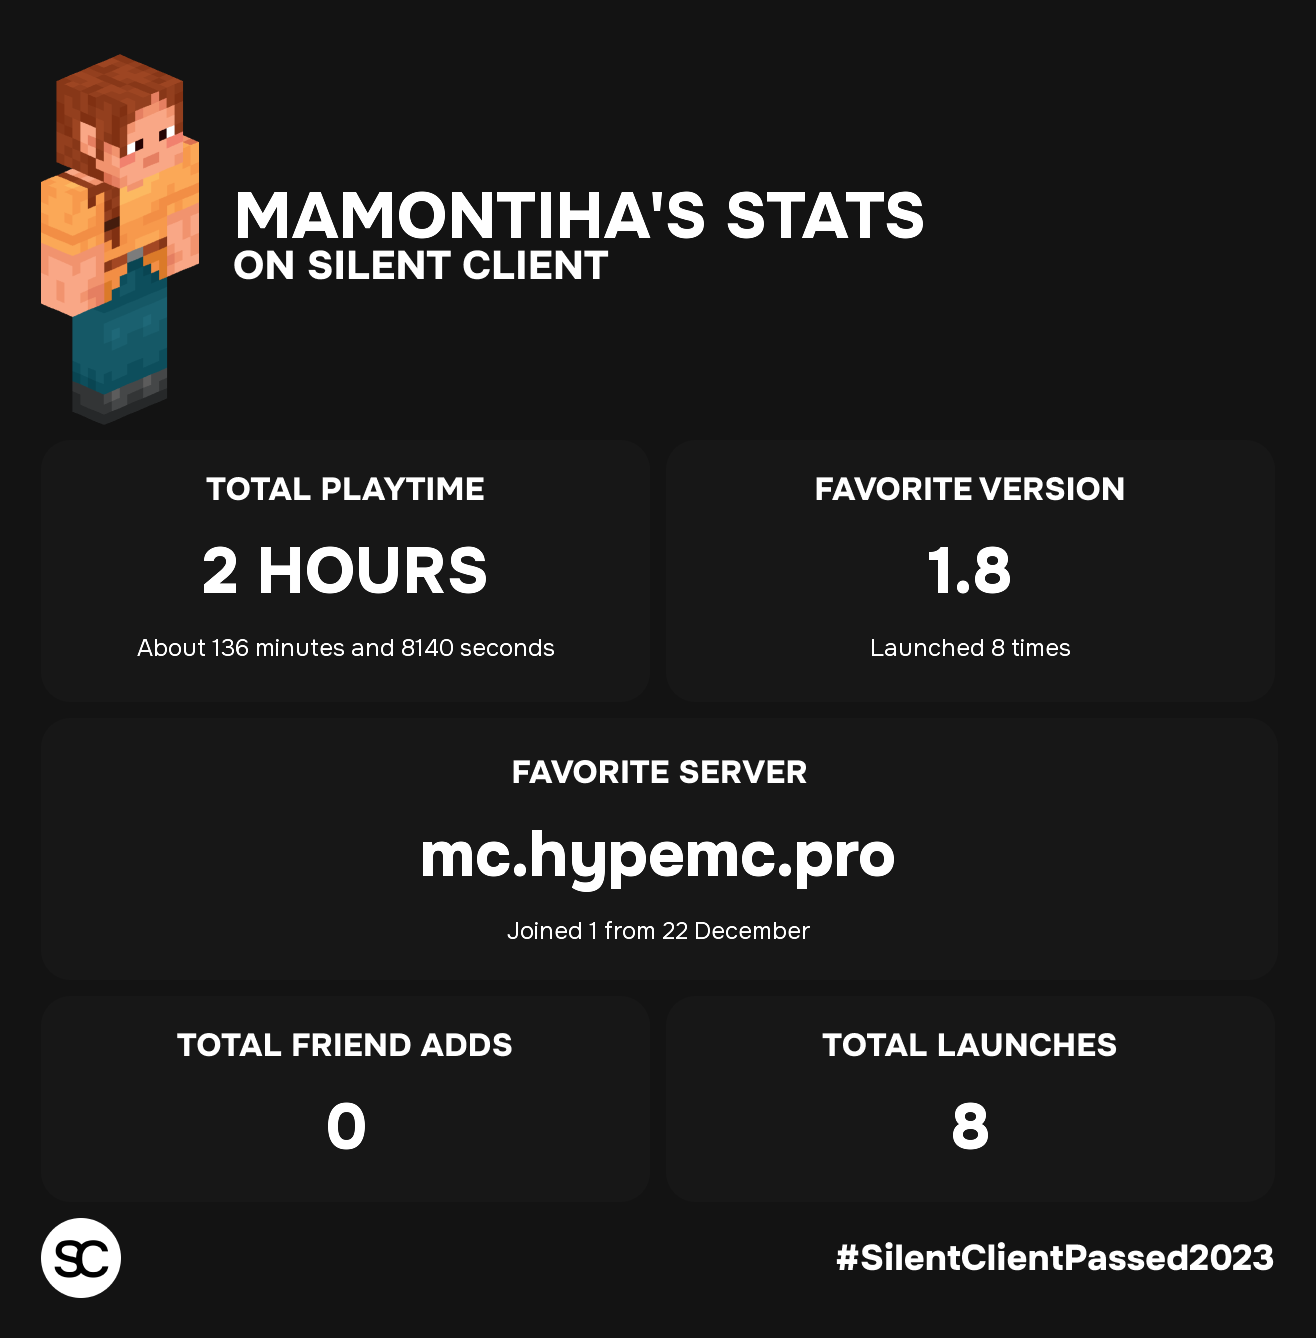 MAMONTIHA'S STATS
ON SILENT CLIENT
TOTAL PLAYTIME
2 HOURS
About 136 minutes and 8140 seconds
FAVORITE VERSION
1.8
Launched 8 times
FAVORITE SERVER
mc.hypemc.pro
Joined 1 from 22 December
TOTAL FRIEND ADDS
0
TOTAL LAUNCHES
8
SC
#SilentClientPassed2023